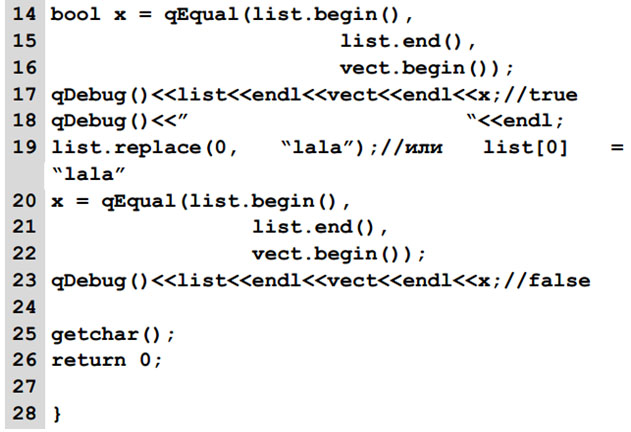 14 bool x = qEqual(list.begin(),
15 list.end(),
16 vect.begin());
17 qDebug()<<list<<endl<<vect<<endl<<x;//true
18 qDebug()<<” “<<endl;
19 list.replace(0, “lala”);//или list[0] =
“lala”
20 x = qEqual(list.begin(),
21 list.end(),
22 vect.begin());
23 qDebug()<<list<<endl<<vect<<endl<<x;//false
24
25 getchar();
26 return 0;
27
28 }